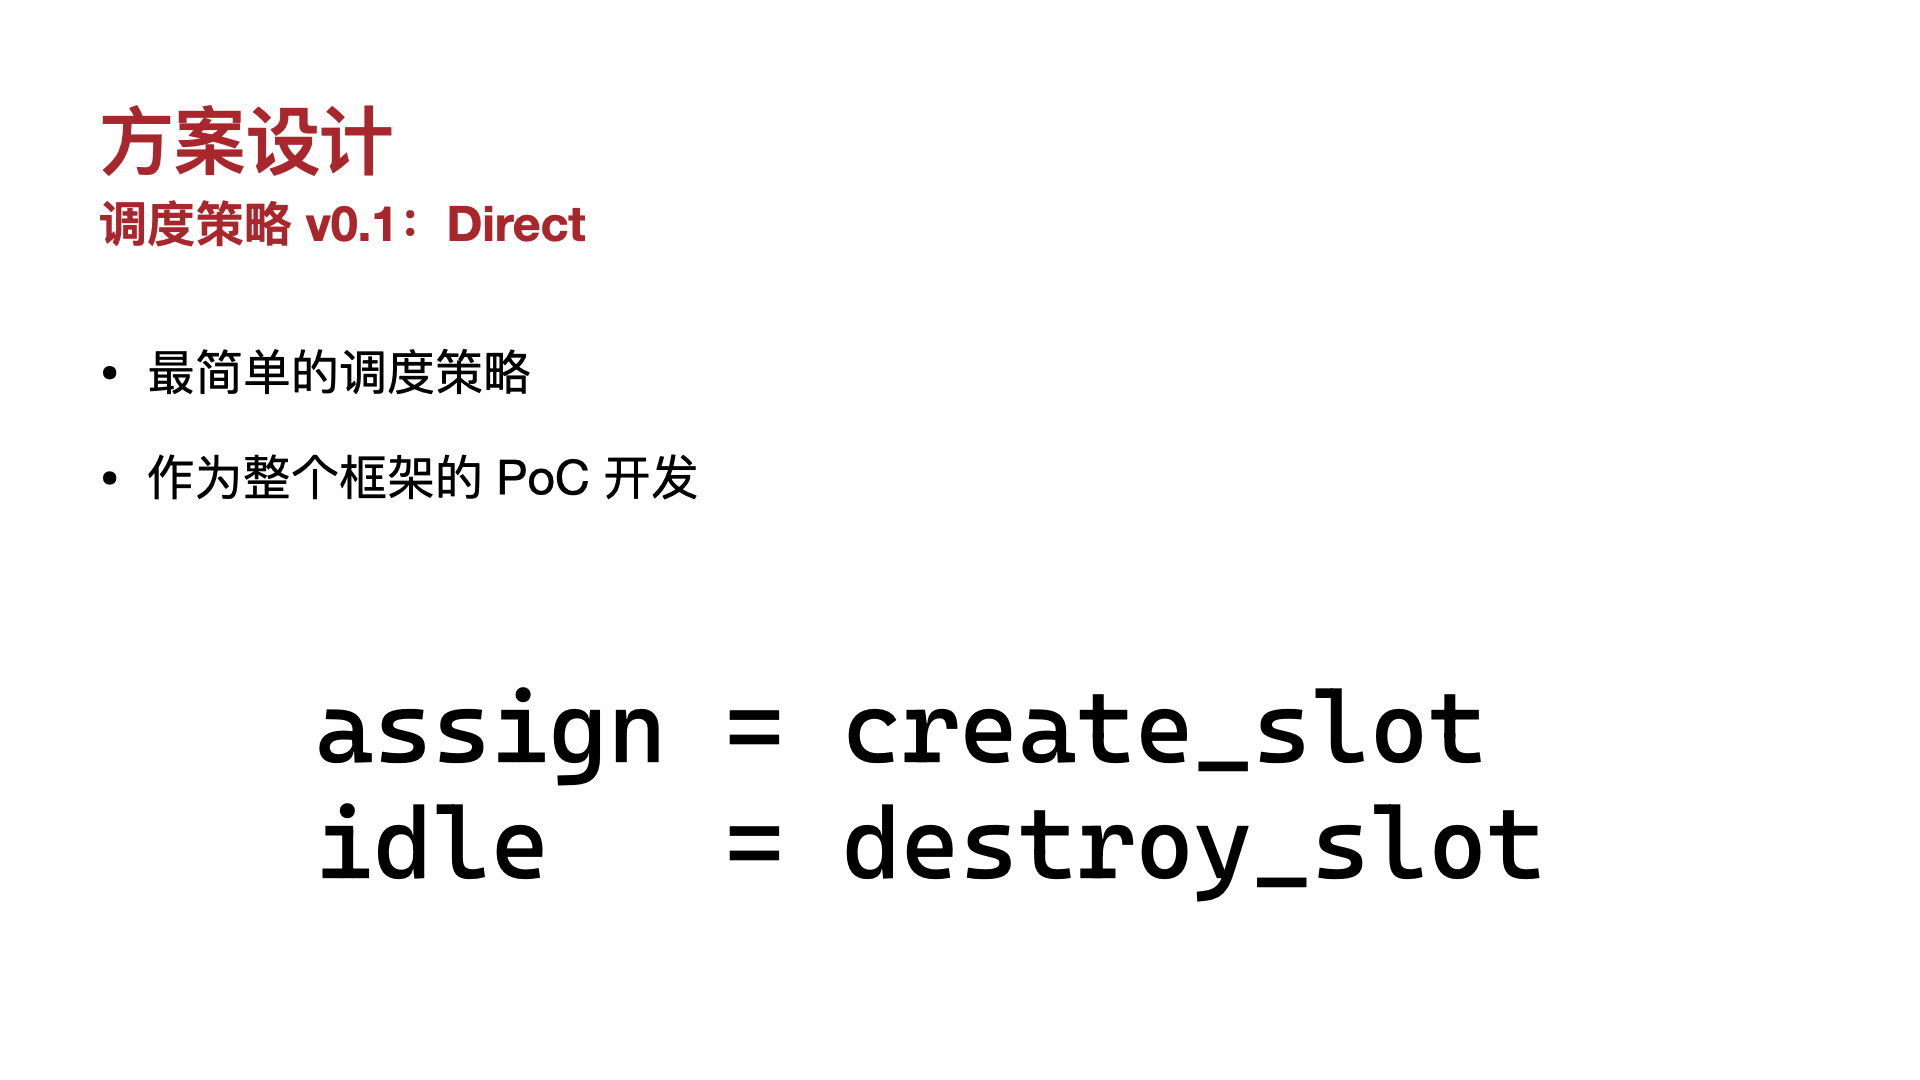 方案设计
调度策略 v0.1：Direct
• 最简单的调度策略
• 作为整个框架的 PoC 开发
assign = create_slot
idle   = destroy_slot